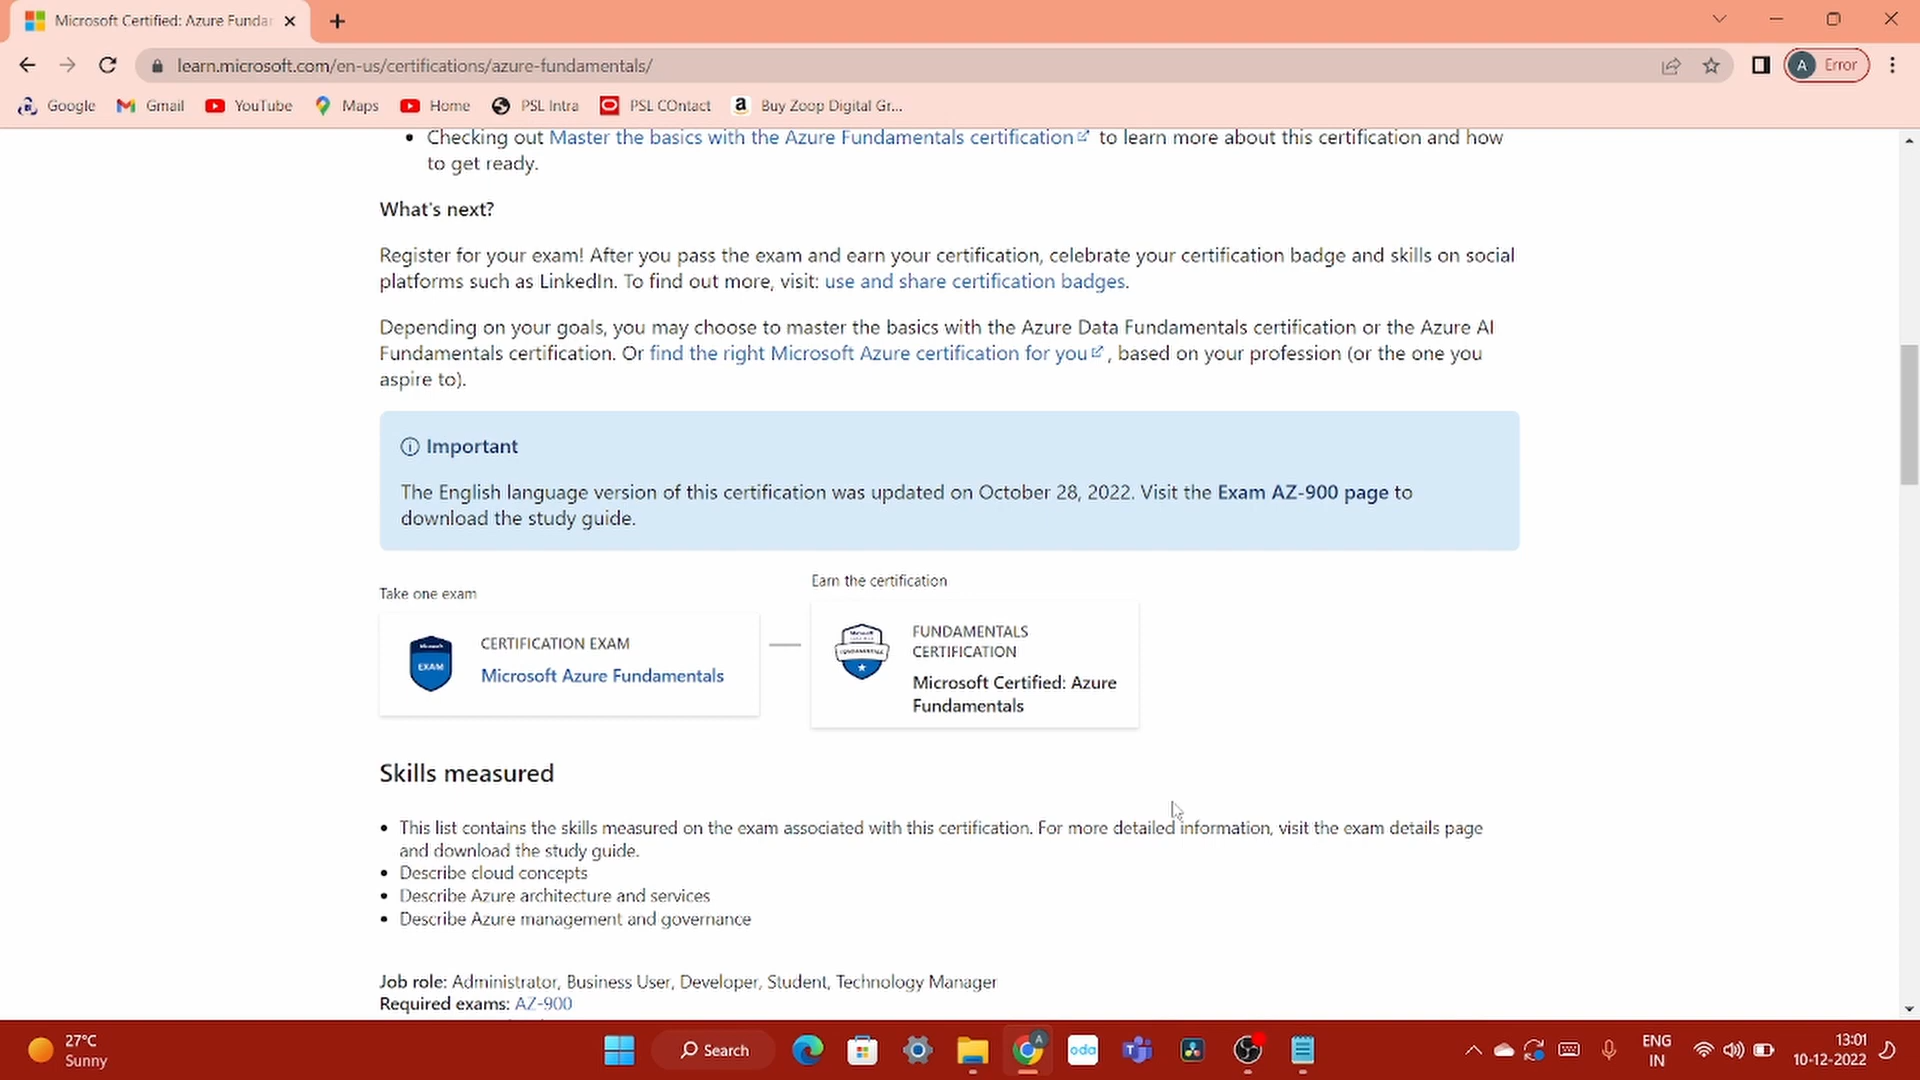 Microsoft Certified: Azure Funda
learn.microsoft.com/en-us/certifications/azure-fundamentals/
A Error
Google Gmail YouTube Maps Home PSL Intra PSL COntact Buy Zoop Digital Gr...
Checking out Master the basics with the Azure Fundamentals certification to learn more about this certification and how
to get ready.
What's next?
Register for your exam! After you pass the exam and earn your certification, celebrate your certification badge and skills on social
platforms such as LinkedIn. To find out more, visit: use and share certification badges.
Depending on your goals, you may choose to master the basics with the Azure Data Fundamentals certification or the Azure AI
Fundamentals certification. Or find the right Microsoft Azure certification for you, based on your profession (or the one you
aspire to).
Important
The English language version of this certification was updated on October 28, 2022. Visit the Exam AZ-900 page to
download the study guide.
Take one exam
EXAM
CERTIFICATION EXAM
Microsoft Azure Fundamentals
Earn the certification
FUNDAMENTALS
FUNDAMENTALS
CERTIFICATION
Microsoft Certified: Azure
Fundamentals
Skills measured
This list contains the skills measured on the exam associated with this certification. For more detailed information, visit the exam details page
and download the study guide.
Describe cloud concepts
Describe Azure architecture and services
Describe Azure management and governance
Job role: Administrator, Business User, Developer, Student, Technology Manager
Required exams: AZ-900
27°C
Sunny
Search
A
oda
ENG
IN
13:01
10-12-2022